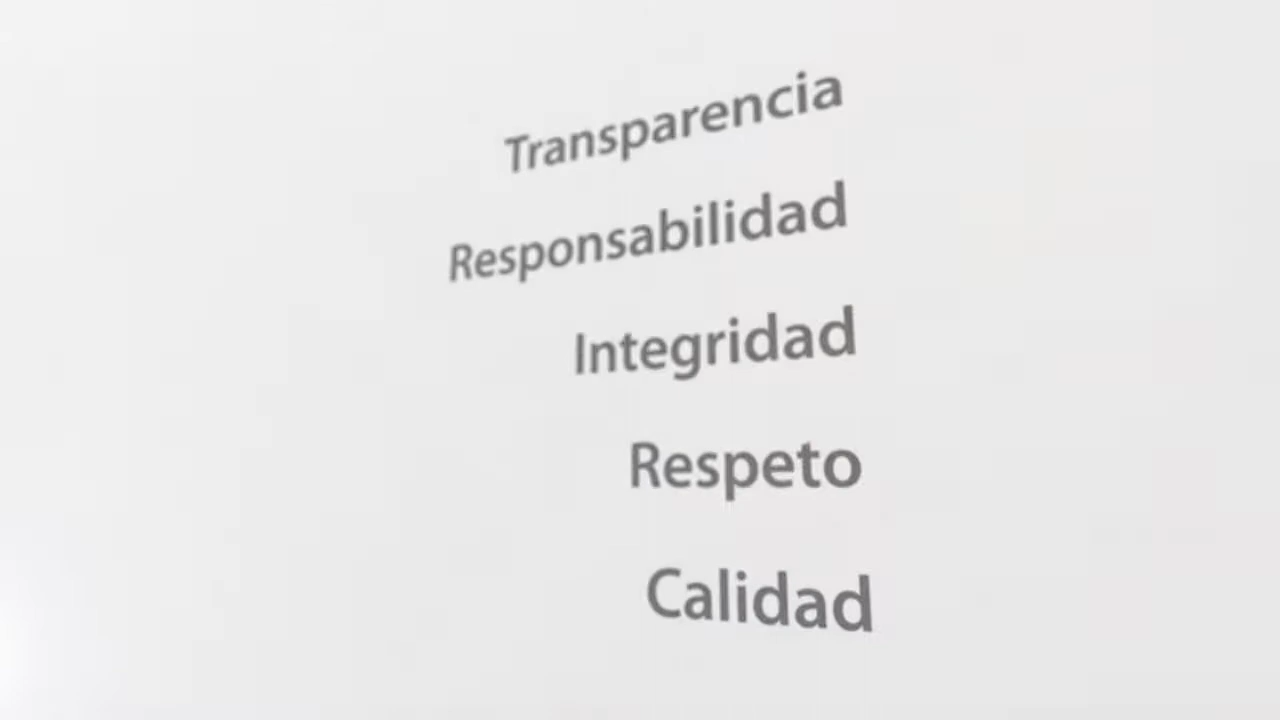 Transparencia
Responsabilidad
Integridad
Respeto
Calidad